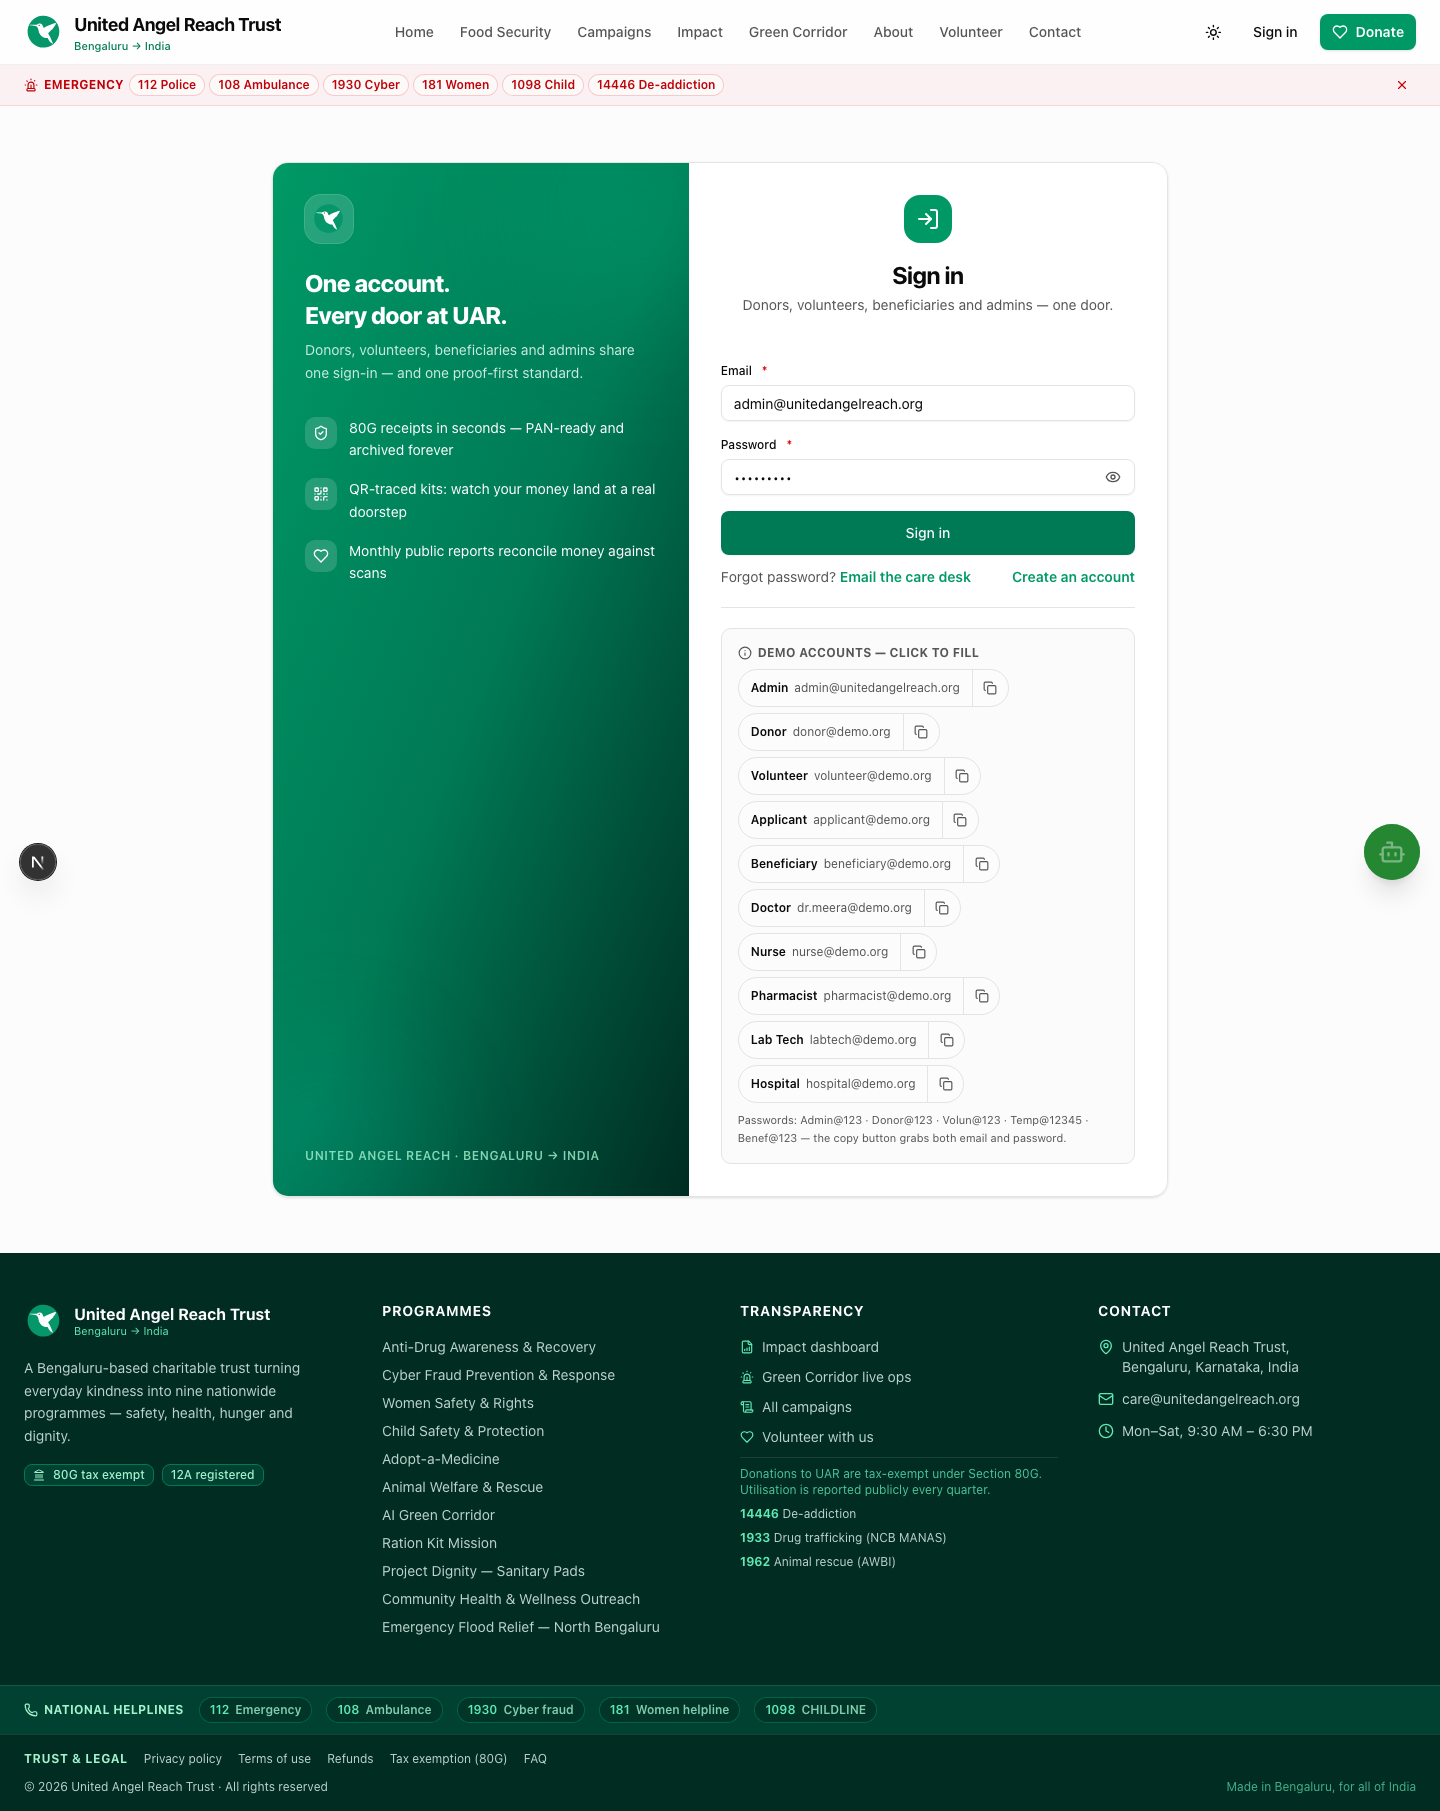 United Angel Reach Trust
Bengaluru → India
Home
Food Security
Campaigns
Impact
Green Corridor
About
Volunteer
Contact
Sign in
Donate
EMERGENCY
112 Police
108 Ambulance
1930 Cyber
181 Women
1098 Child
14446 De-addiction
One account.
Every door at UAR.
Donors, volunteers, beneficiaries and admins share
one sign-in — and one proof-first standard.
80G receipts in seconds — PAN-ready and
archived forever
QR-traced kits: watch your money land at a real
doorstep
Monthly public reports reconcile money against
scans
UNITED ANGEL REACH · BENGALURU → INDIA
Sign in
Donors, volunteers, beneficiaries and admins — one door.
Email *
admin@unitedangelreach.org
Password *
•••••••••
Sign in
Forgot password? Email the care desk
Create an account
DEMO ACCOUNTS — CLICK TO FILL
Admin admin@unitedangelreach.org
Donor donor@demo.org
Volunteer volunteer@demo.org
Applicant applicant@demo.org
Beneficiary beneficiary@demo.org
Doctor dr.meera@demo.org
Nurse nurse@demo.org
Pharmacist pharmacist@demo.org
Lab Tech labtech@demo.org
Hospital hospital@demo.org
Passwords: Admin@123 · Donor@123 · Volun@123 · Temp@12345 ·
Benef@123 — the copy button grabs both email and password.
N
United Angel Reach Trust
Bengaluru → India
A Bengaluru-based charitable trust turning
everyday kindness into nine nationwide
programmes — safety, health, hunger and
dignity.
80G tax exempt
12A registered
PROGRAMMES
Anti-Drug Awareness & Recovery
Cyber Fraud Prevention & Response
Women Safety & Rights
Child Safety & Protection
Adopt-a-Medicine
Animal Welfare & Rescue
AI Green Corridor
Ration Kit Mission
Project Dignity — Sanitary Pads
Community Health & Wellness Outreach
Emergency Flood Relief — North Bengaluru
TRANSPARENCY
Impact dashboard
Green Corridor live ops
All campaigns
Volunteer with us
Donations to UAR are tax-exempt under Section 80G.
Utilisation is reported publicly every quarter.
14446 De-addiction
1933 Drug trafficking (NCB MANAS)
1962 Animal rescue (AWBI)
CONTACT
United Angel Reach Trust,
Bengaluru, Karnataka, India
care@unitedangelreach.org
Mon–Sat, 9:30 AM – 6:30 PM
NATIONAL HELPLINES
112 Emergency
108 Ambulance
1930 Cyber fraud
181 Women helpline
1098 CHILDLINE
TRUST & LEGAL
Privacy policy
Terms of use
Refunds
Tax exemption (80G)
FAQ
© 2026 United Angel Reach Trust · All rights reserved
Made in Bengaluru, for all of India